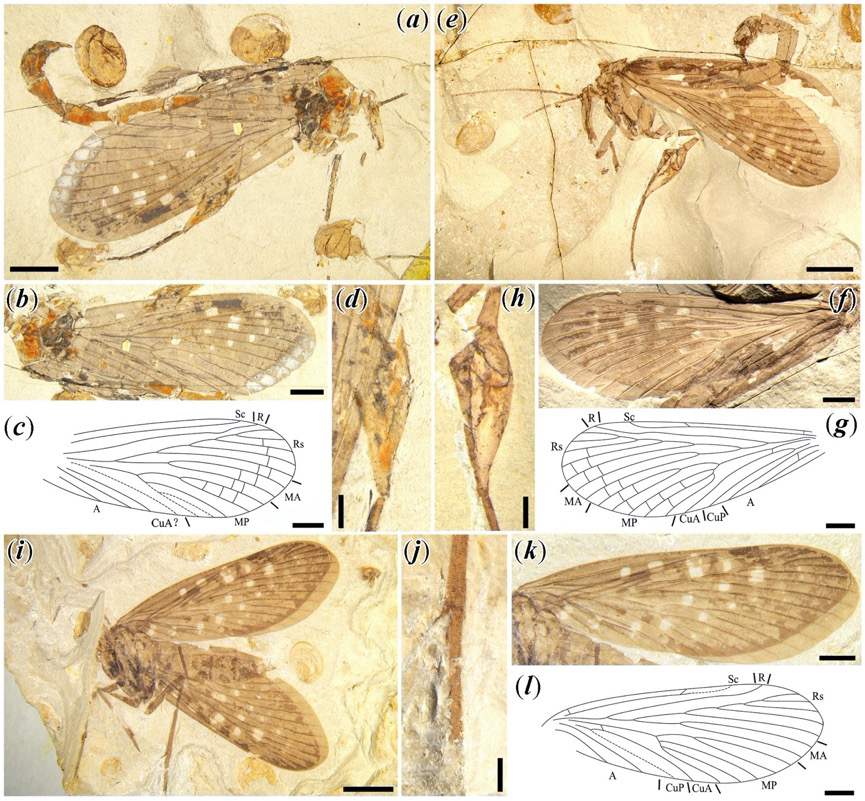 (a)
(e)
(b)
(d)
(h)
(f)
(c)
Sc R
Rs
MA
MP
CuA?
A
(g)
R Sc
Rs
MA
MP
CuA CuP
A
(i)
(j)
(k)
(l)
Sc R
Rs
MA
MP
CuP CuA
A